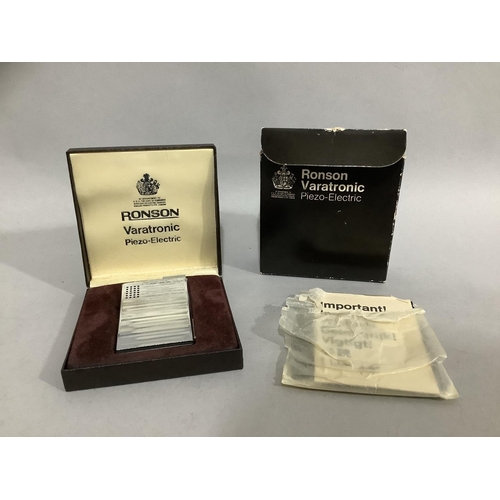 RONSON
Varatronic
Piezo-Electric
Ronson
Varatronic
Piezo-Electric
Important!